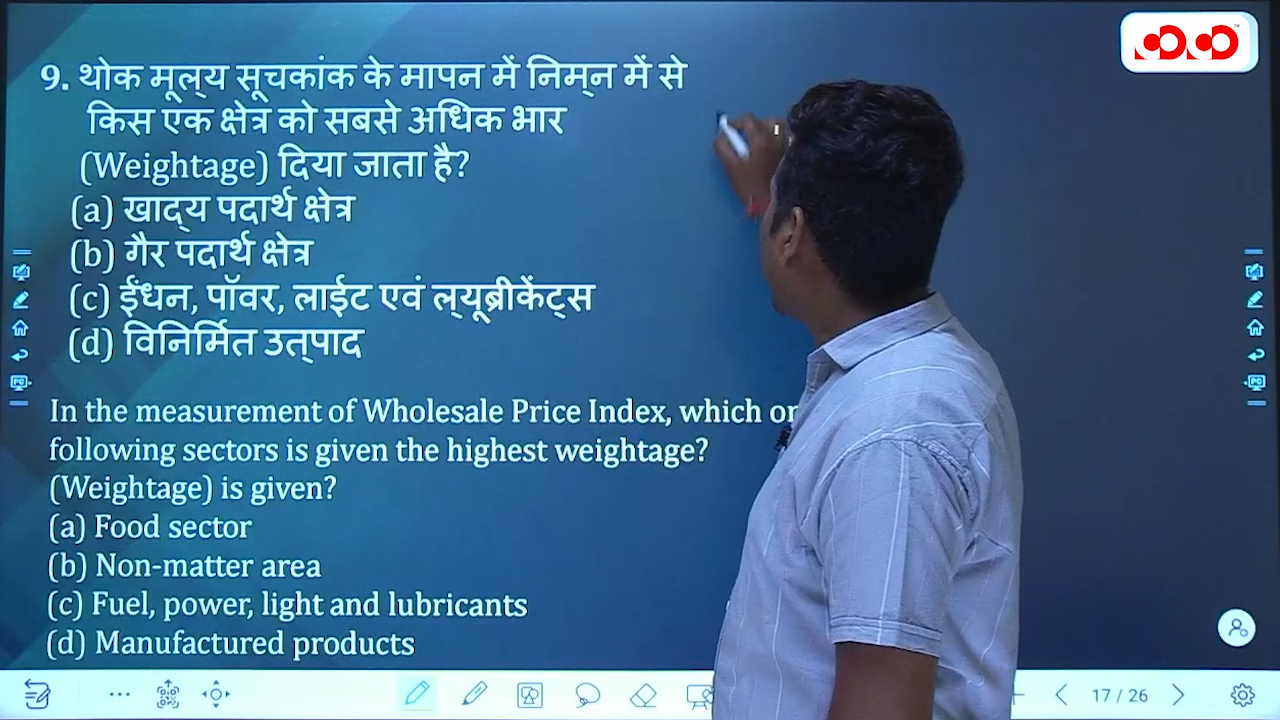 9. थोक मूल्य सूचकांक के मापन में निम्न में से
किस एक क्षेत्र को सबसे अधिक भार
(Weightage) दिया जाता है?
(a) खाद्य पदार्थ क्षेत्र
(b) गैर पदार्थ क्षेत्र
(c) ईंधन, पॉवर, लाईट एवं ल्यूब्रीकेंट्स
(d) विनिर्मित उत्पाद
In the measurement of Wholesale Price Index, which
following sectors is given the highest weightage?
(Weightage) is given?
(a) Food sector
(b) Non-matter area
(c) Fuel, power, light and lubricants
(d) Manufactured products
17 / 26